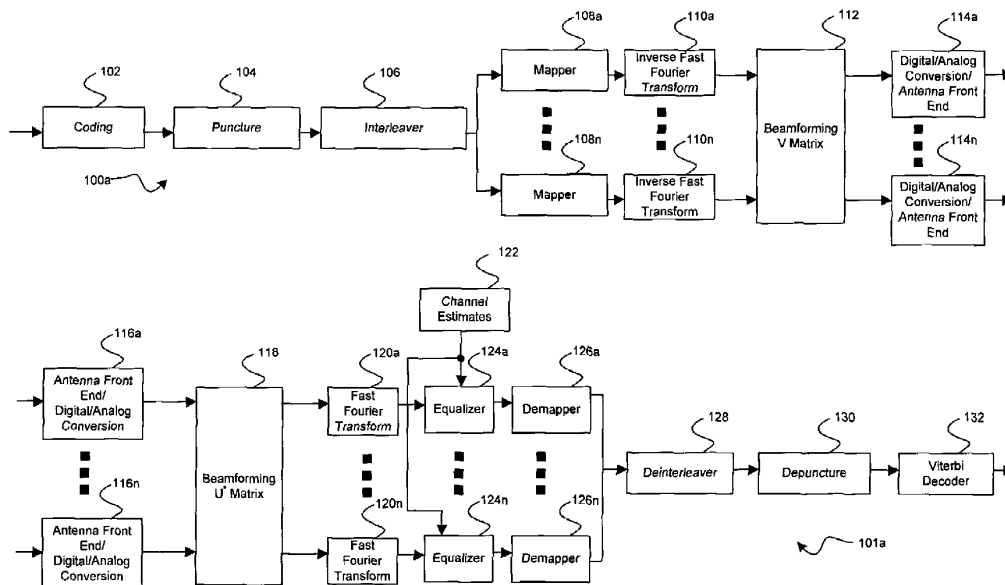 108a
110a
112
114a
102
104
106
Mapper
Inverse Fast
Fourier
Transform
Digital/Analog
Conversion/
Antenna Front
End
Coding
Puncture
Interleaver
Beamforming
V Matrix
100a
108n
110n
114n
Mapper
Inverse Fast
Fourier
Transform
Digital/Analog
Conversion/
Antenna Front
End
122
Channel
Estimates
116a
118
120a
124a
126a
Antenna Front
End/
Digital/Analog
Conversion
Fast
Fourier
Transform
Equalizer
Demapper
128
130
132
Beamforming
U* Matrix
Deinterleaver
Depuncture
Viterbi
Decoder
116n
120n
124n
126n
Antenna Front
End/
Digital/Analog
Conversion
Fast
Fourier
Transform
Equalizer
Demapper
101a